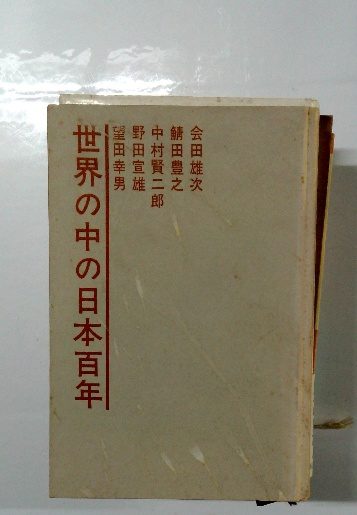 会田雄次
鯖田豊之
中村賢二郎
野田宣雄
望田幸男
世界の中の日本百年